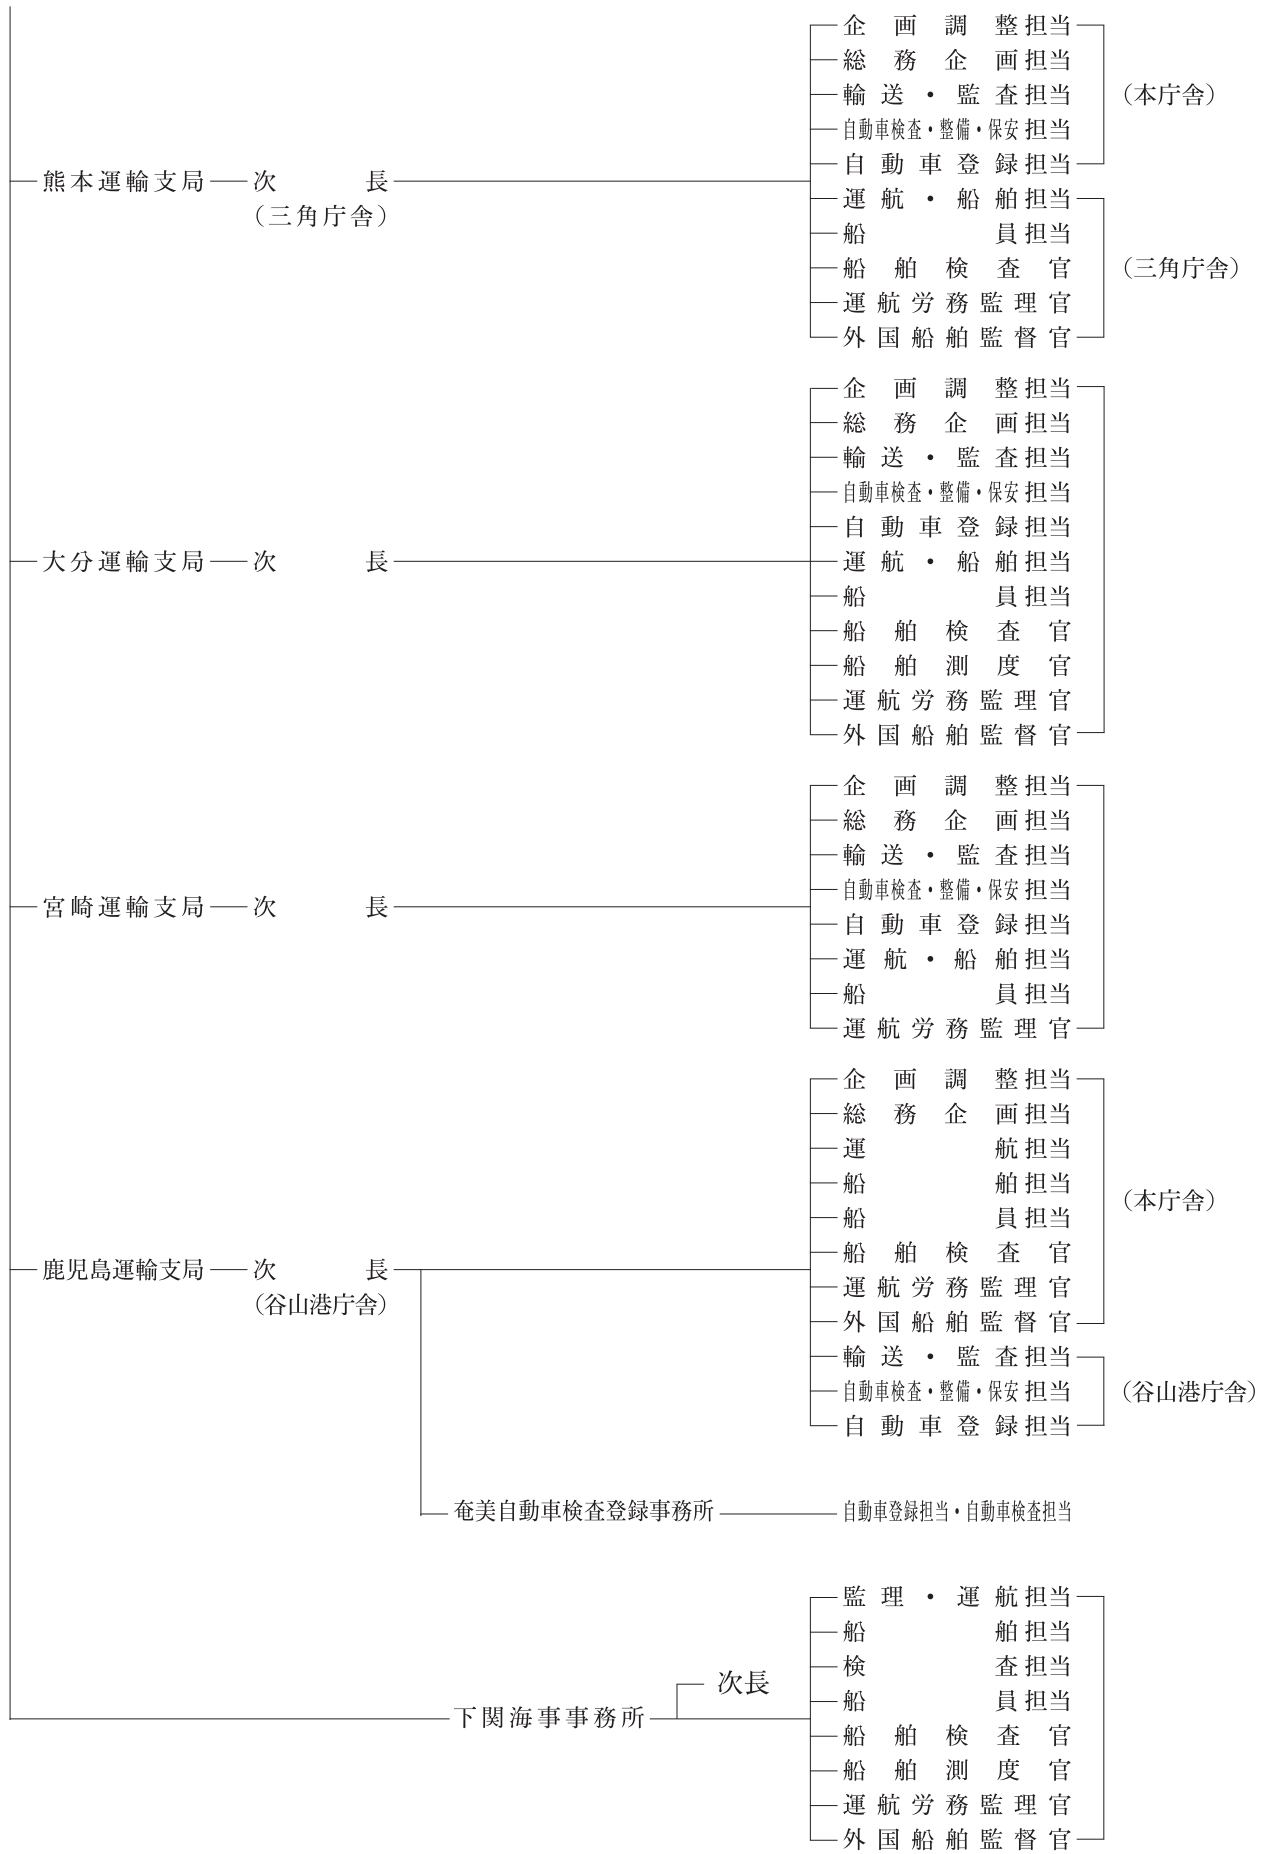 企画調整担当
総務企画担当
輸送・監査担当
（本庁舎）
自動車検査・整備・保安担当
自動車登録担当
熊本運輸支局 次長
（三角庁舎）
運航・船舶担当
船員担当
船舶検査官
（三角庁舎）
運航労務監理官
外国船舶監督官
企画調整担当
総務企画担当
輸送・監査担当
自動車検査・整備・保安担当
自動車登録担当
大分運輸支局 次長
運航・船舶担当
船員担当
船舶検査官
船舶測度官
運航労務監理官
外国船舶監督官
企画調整担当
総務企画担当
輸送・監査担当
自動車検査・整備・保安担当
宮崎運輸支局 次長
自動車登録担当
運航・船舶担当
船員担当
運航労務監理官
企画調整担当
総務企画担当
運航担当
船舶担当
（本庁舎）
船員担当
船舶検査官
鹿児島運輸支局 次長
（谷山港庁舎）
運航労務監理官
外国船舶監督官
輸送・監査担当
自動車検査・整備・保安担当
（谷山港庁舎）
自動車登録担当
奄美自動車検査登録事務所 自動車登録担当・自動車検査担当
監理・運航担当
船舶担当
検査担当
次長
船員担当
下関海事事務所
船舶検査官
船舶測度官
運航労務監理官
外国船舶監督官